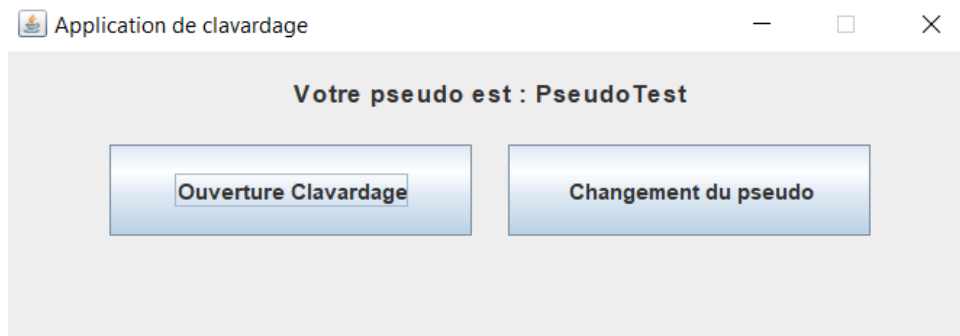 Application de clavardage
Votre pseudo est : PseudoTest
Ouverture Clavardage
Changement du pseudo